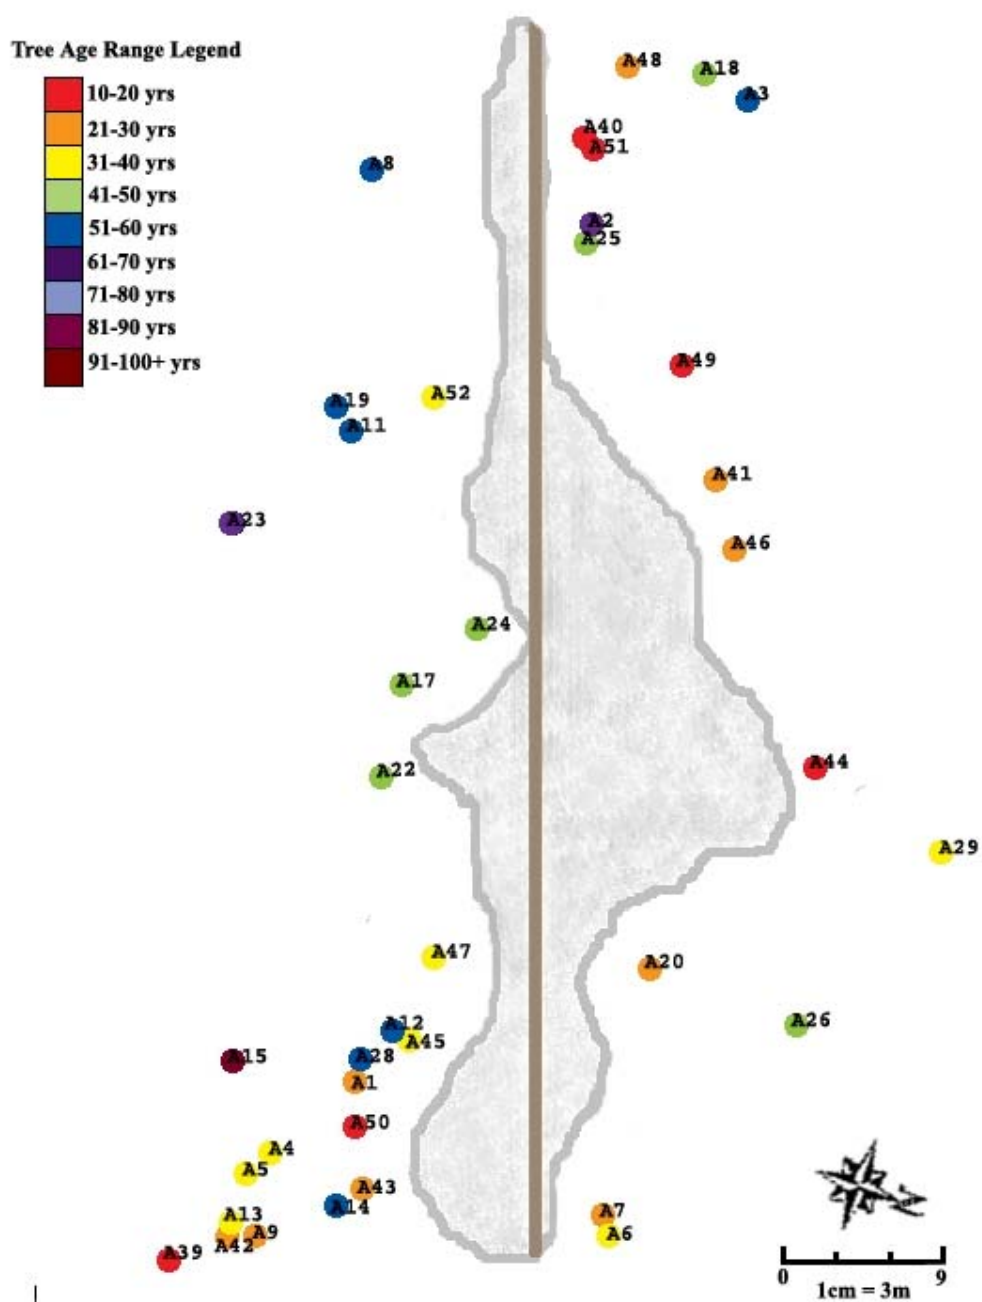 Tree Age Range Legend
10-20 yrs
21-30 yrs
31-40 yrs
41-50 yrs
51-60 yrs
61-70 yrs
71-80 yrs
81-90 yrs
91-100+ yrs
A48
A18
A3
A40
A51
A8
A2
A25
A49
A52
A19
A11
A41
A23
A46
A24
A17
A44
A22
A29
A47
A20
A12
A26
A45
A28
A15
A1
A50
A4
A5
A43
A14
A7
A13
A6
A9
A42
A39
N
0 9
1cm = 3m